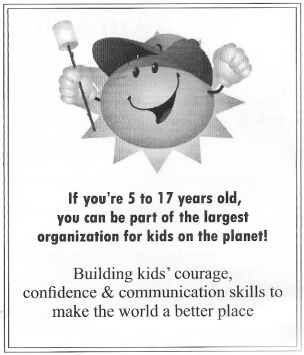 If you're 5 to 17 years old,
you can be part of the largest
organization for kids on the planet!
Building kids' courage,
confidence & communication skills to
make the world a better place